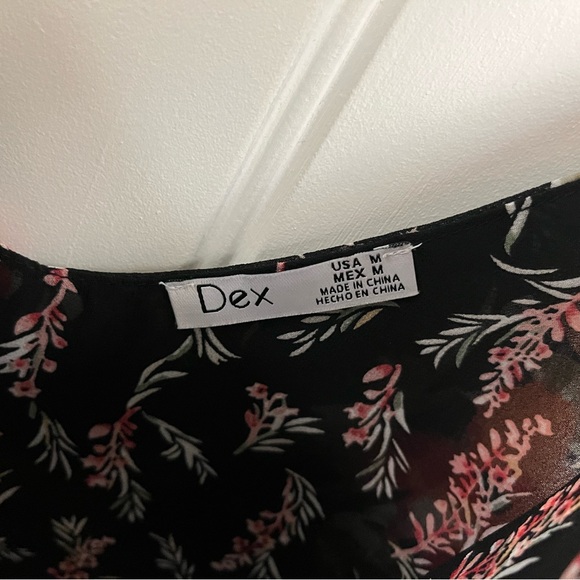 Dex
USA M
MEX M
MADE IN CHINA
HECHO EN CHINA